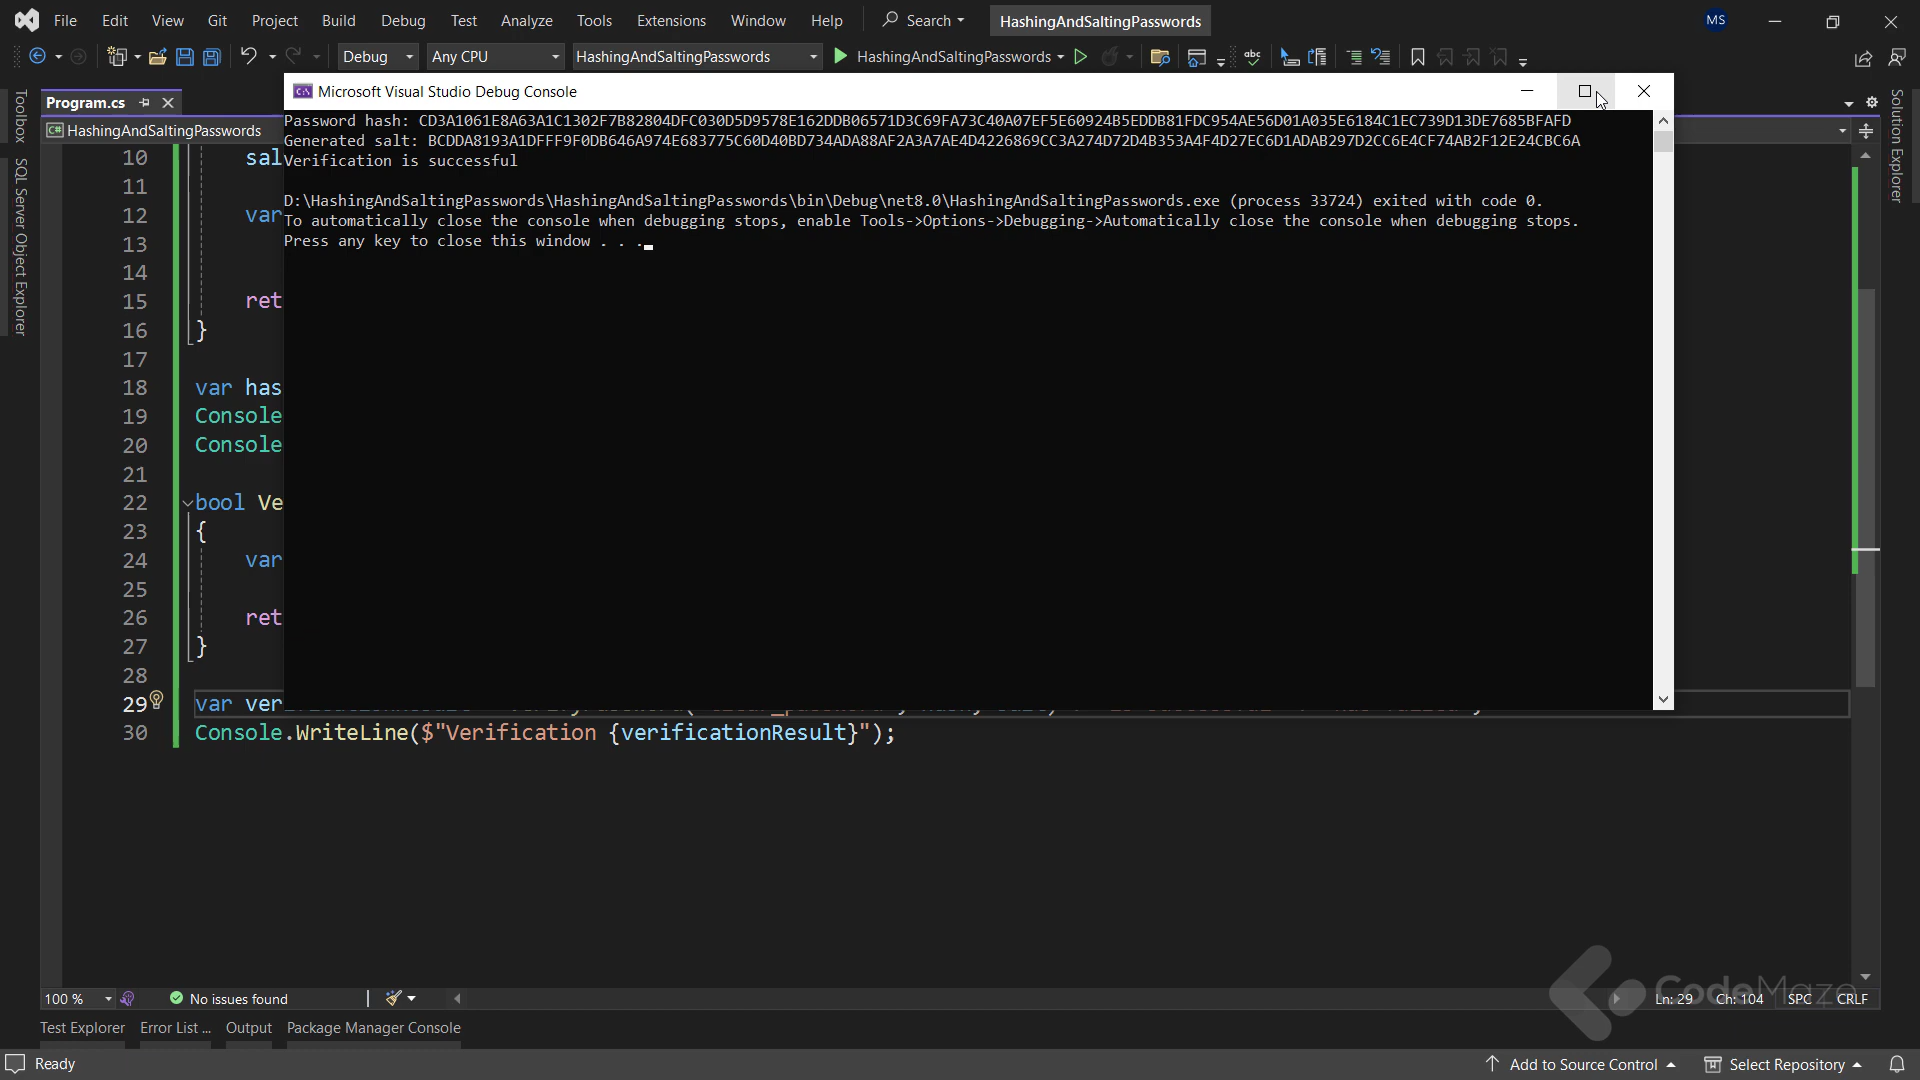 File Edit View Git Project Build Debug Test Analyze Tools Extensions Window Help Search HashingAndSaltingPasswords MS
Debug Any CPU HashingAndSaltingPasswords HashingAndSaltingPasswords
Microsoft Visual Studio Debug Console
Program.cs
HashingAndSaltingPasswords
Toolbox
SQL Server Object Explorer
Solution Explorer
Password hash: CD3A1061E8A63A1C1302F7B82804DFC030D5D9578E162DDB06571D3C69FA73C40A07EF5E60924B5EDDB81FDC954AE56D01A035E6184C1EC739D13DE7685BFAFD
Generated salt: BCDDA8193A1DFFF9F0DB646A974E683775C60D40BD734ADA88AF2A3A7AE4D4226869CC3A274D72D4B353A4F4D27EC6D1ADAB297D2CC6E4CF74AB2F12E24CBC6A
Verification is successful
D:\HashingAndSaltingPasswords\HashingAndSaltingPasswords\bin\Debug\net8.0\HashingAndSaltingPasswords.exe (process 33724) exited with code 0.
To automatically close the console when debugging stops, enable Tools->Options->Debugging->Automatically close the console when debugging stops.
Press any key to close this window . . .
10 sal
11
12 var
13
14
15 ret
16 }
17
18 var has
19 Console
20 Console
21
22 bool Ve
23 {
24 var
25
26 ret
27 }
28
29 var ver
30 Console.WriteLine($"Verification {verificationResult}");
100 % No issues found Ln: 29 Ch: 104 SPC CRLF
CodeMaze
Test Explorer Error List ... Output Package Manager Console
Ready Add to Source Control Select Repository